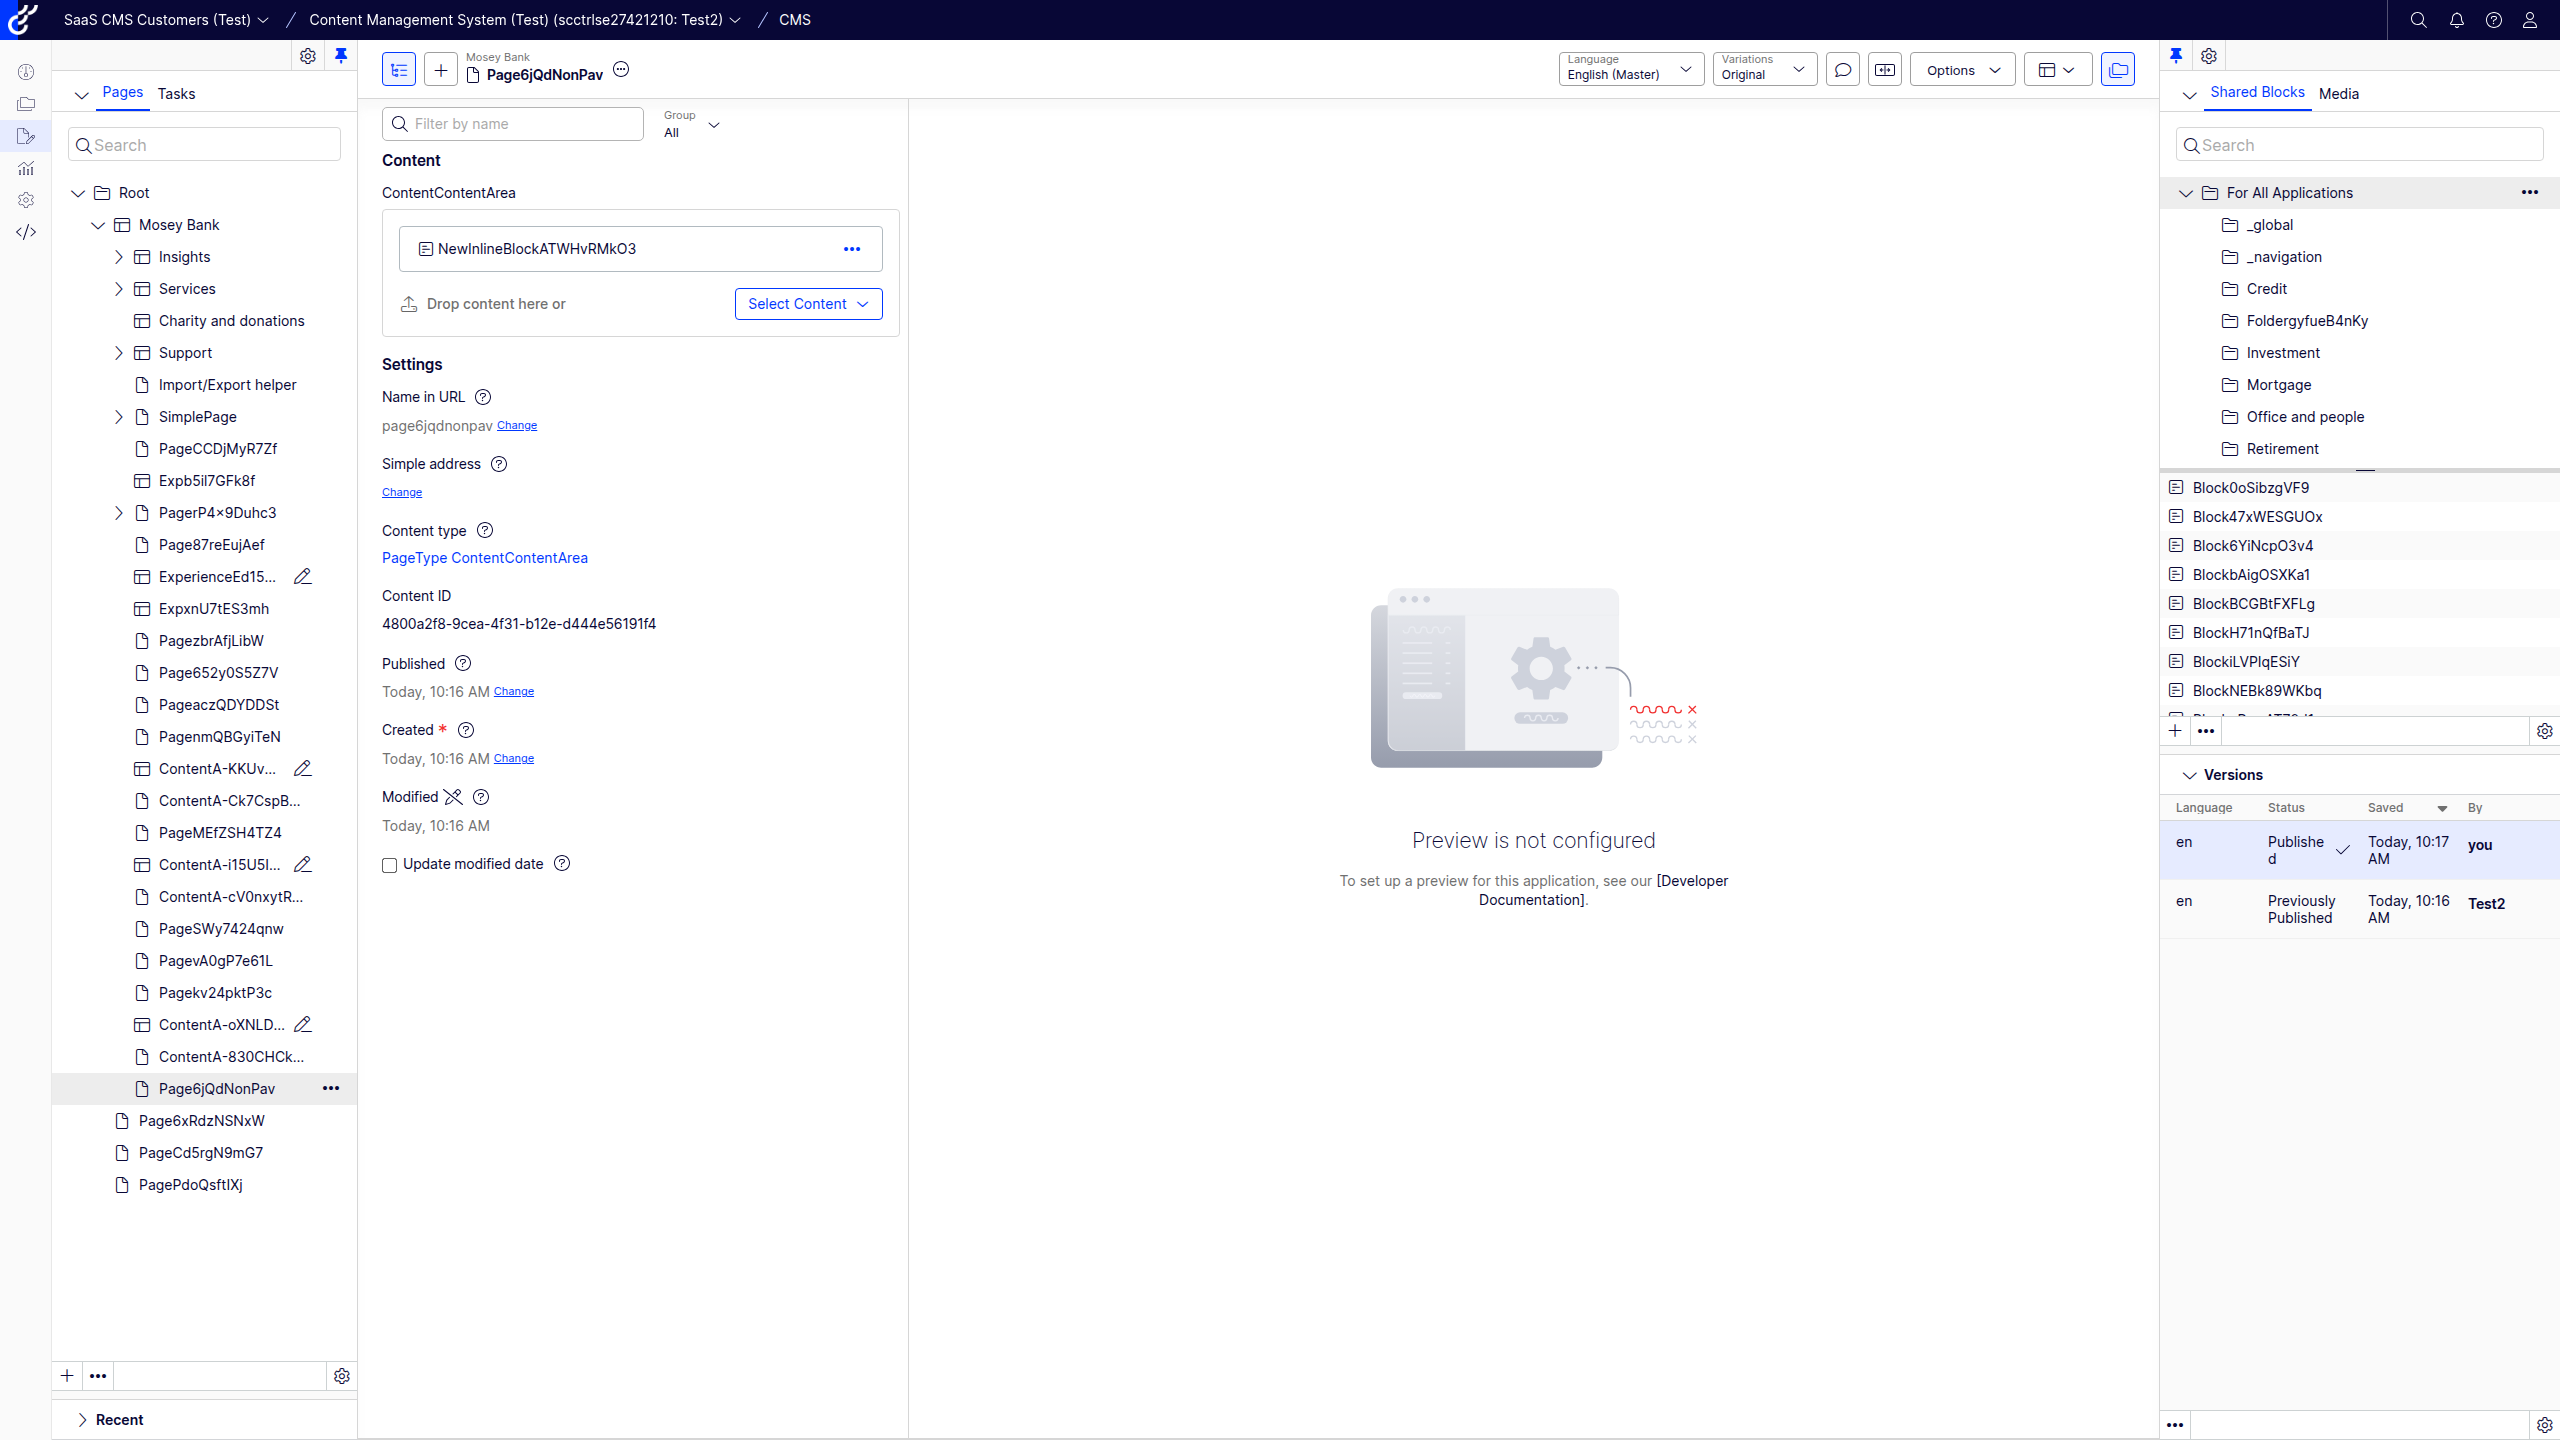 SaaS CMS Customers (Test)
Content Management System (Test) (scctrlse27421210: Test2)
CMS
Pages
Tasks
Search
Root
Mosey Bank
Insights
Services
Charity and donations
Support
Import/Export helper
SimplePage
PageCCDjMyR7Zf
Expb5il7GFk8f
PagerP4×9Duhc3
Page87reEujAef
ExperienceEd15...
ExpxnU7tES3mh
PagezbrAfjLibW
Page652y0S5Z7V
PageaczQDYDDSt
PagenmQBGyiTeN
ContentA-KKUv...
ContentA-Ck7CspB...
PageMEfZSH4TZ4
ContentA-i15U5I...
ContentA-cV0nxytR...
PageSWy7424qnw
PagevA0gP7e61L
Pagekv24pktP3c
ContentA-oXNLD...
ContentA-830CHCk...
Page6jQdNonPav
Page6xRdzNSNxW
PageCd5rgN9mG7
PagePdoQsftIXj
Recent
Mosey Bank
Page6jQdNonPav
Language
English (Master)
Variations
Original
Options
Filter by name
Group
All
Content
ContentContentArea
NewInlineBlockATWHvRMkO3
Drop content here or
Select Content
Settings
Name in URL
page6jqdnonpav Change
Simple address
Change
Content type
PageType ContentContentArea
Content ID
4800a2f8-9cea-4f31-b12e-d444e56191f4
Published
Today, 10:16 AM Change
Created *
Today, 10:16 AM Change
Modified
Today, 10:16 AM
Update modified date
Preview is not configured
To set up a preview for this application, see our [Developer
Documentation].
Shared Blocks
Media
Search
For All Applications
_global
_navigation
Credit
FoldergyfueB4nKy
Investment
Mortgage
Office and people
Retirement
Block0oSibzgVF9
Block47xWESGUOx
Block6YiNcpO3v4
BlockbAigOSXKa1
BlockBCGBtFXFLg
BlockH71nQfBaTJ
BlockiLVPlqESiY
BlockNEBk89WKbq
Versions
Language
Status
Saved
By
en
Publishe
d
Today, 10:17
AM
you
en
Previously
Published
Today, 10:16
AM
Test2